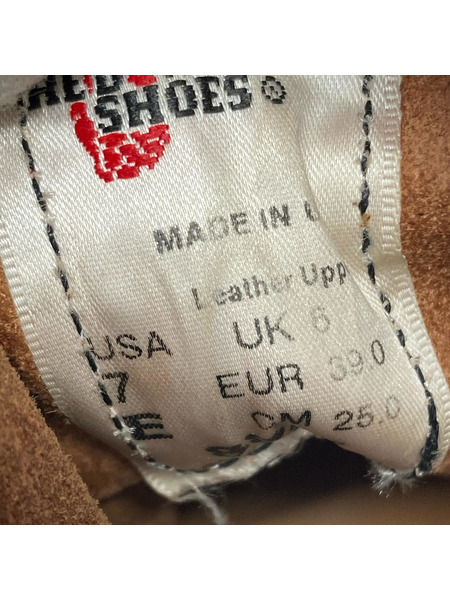 SHOES
MADE IN U
Leather Upp
USA UK 6
7 EUR 39.0
E CM 25.0